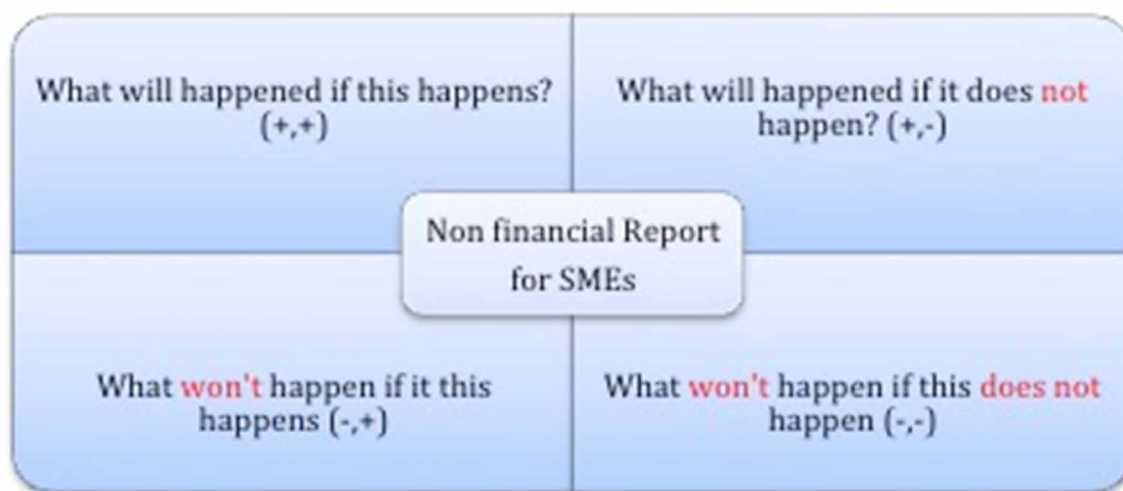 What will happened if this happens?
(+,+)
What will happened if it does not
happen? (+,-)
Non financial Report
for SMEs
What won't happen if it this
happens (-,+)
What won't happen if this does not
happen (-,-)